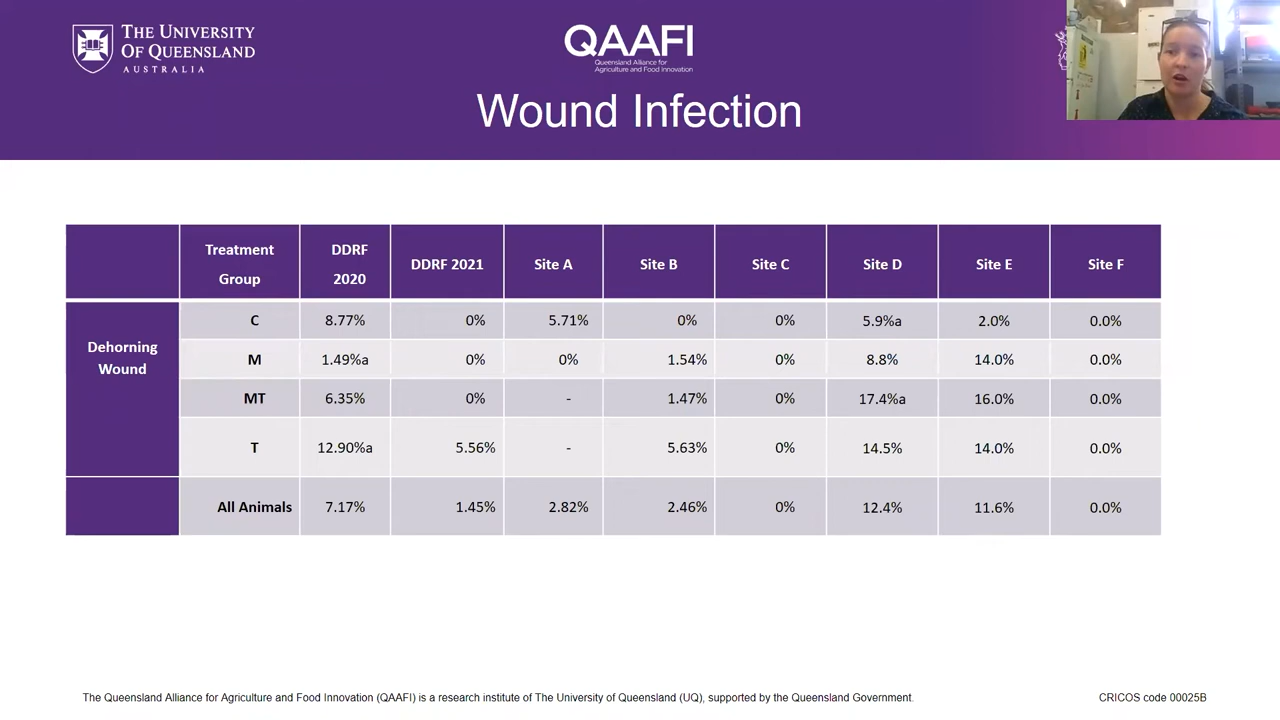 THE UNIVERSITY
OF QUEENSLAND
AUSTRALIA
QAAFI
Queensland Alliance for
Agriculture and Food Innovation
Wound Infection
Treatment Group DDRF 2020 DDRF 2021 Site A Site B Site C Site D Site E Site F
Dehorning Wound
C 8.77% 0% 5.71% 0% 0% 5.9%a 2.0% 0.0%
M 1.49%a 0% 0% 1.54% 0% 8.8% 14.0% 0.0%
MT 6.35% 0% - 1.47% 0% 17.4%a 16.0% 0.0%
T 12.90%a 5.56% - 5.63% 0% 14.5% 14.0% 0.0%
All Animals 7.17% 1.45% 2.82% 2.46% 0% 12.4% 11.6% 0.0%
The Queensland Alliance for Agriculture and Food Innovation (QAAFI) is a research institute of The University of Queensland (UQ), supported by the Queensland Government.
CRICOS code 00025B